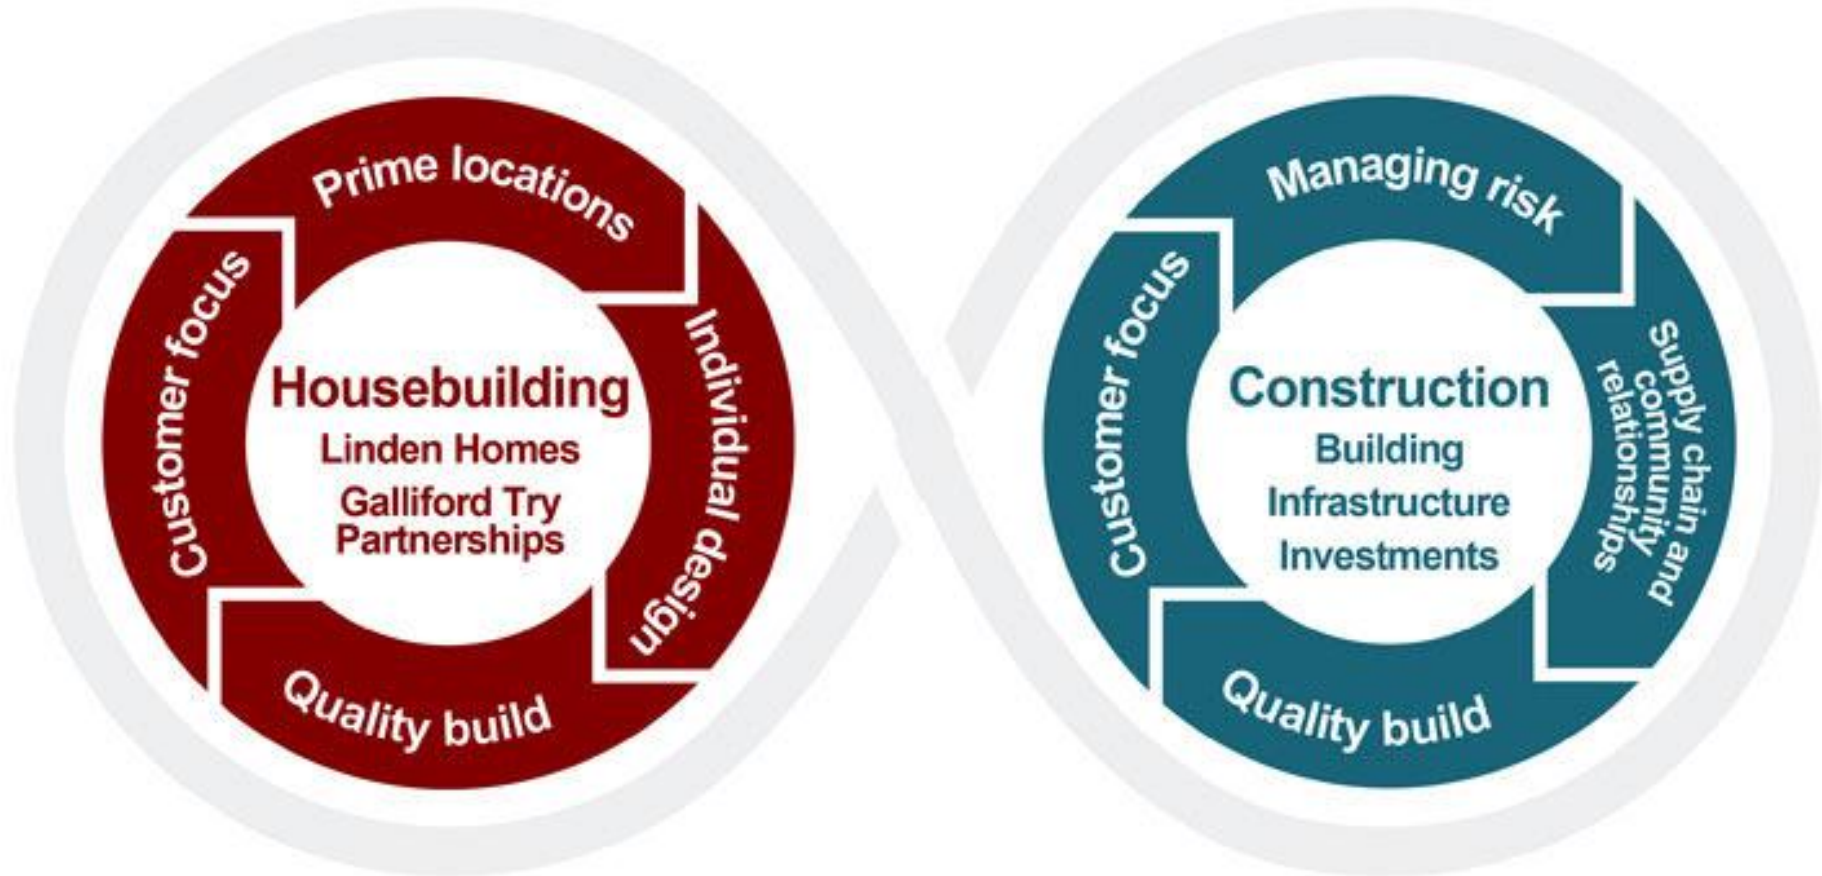 Prime locations
Individual design
Quality build
Customer focus
Housebuilding
Linden Homes
Galliford Try
Partnerships
Managing risk
Supply chain and
community
relationships
Quality build
Customer focus
Construction
Building
Infrastructure
Investments